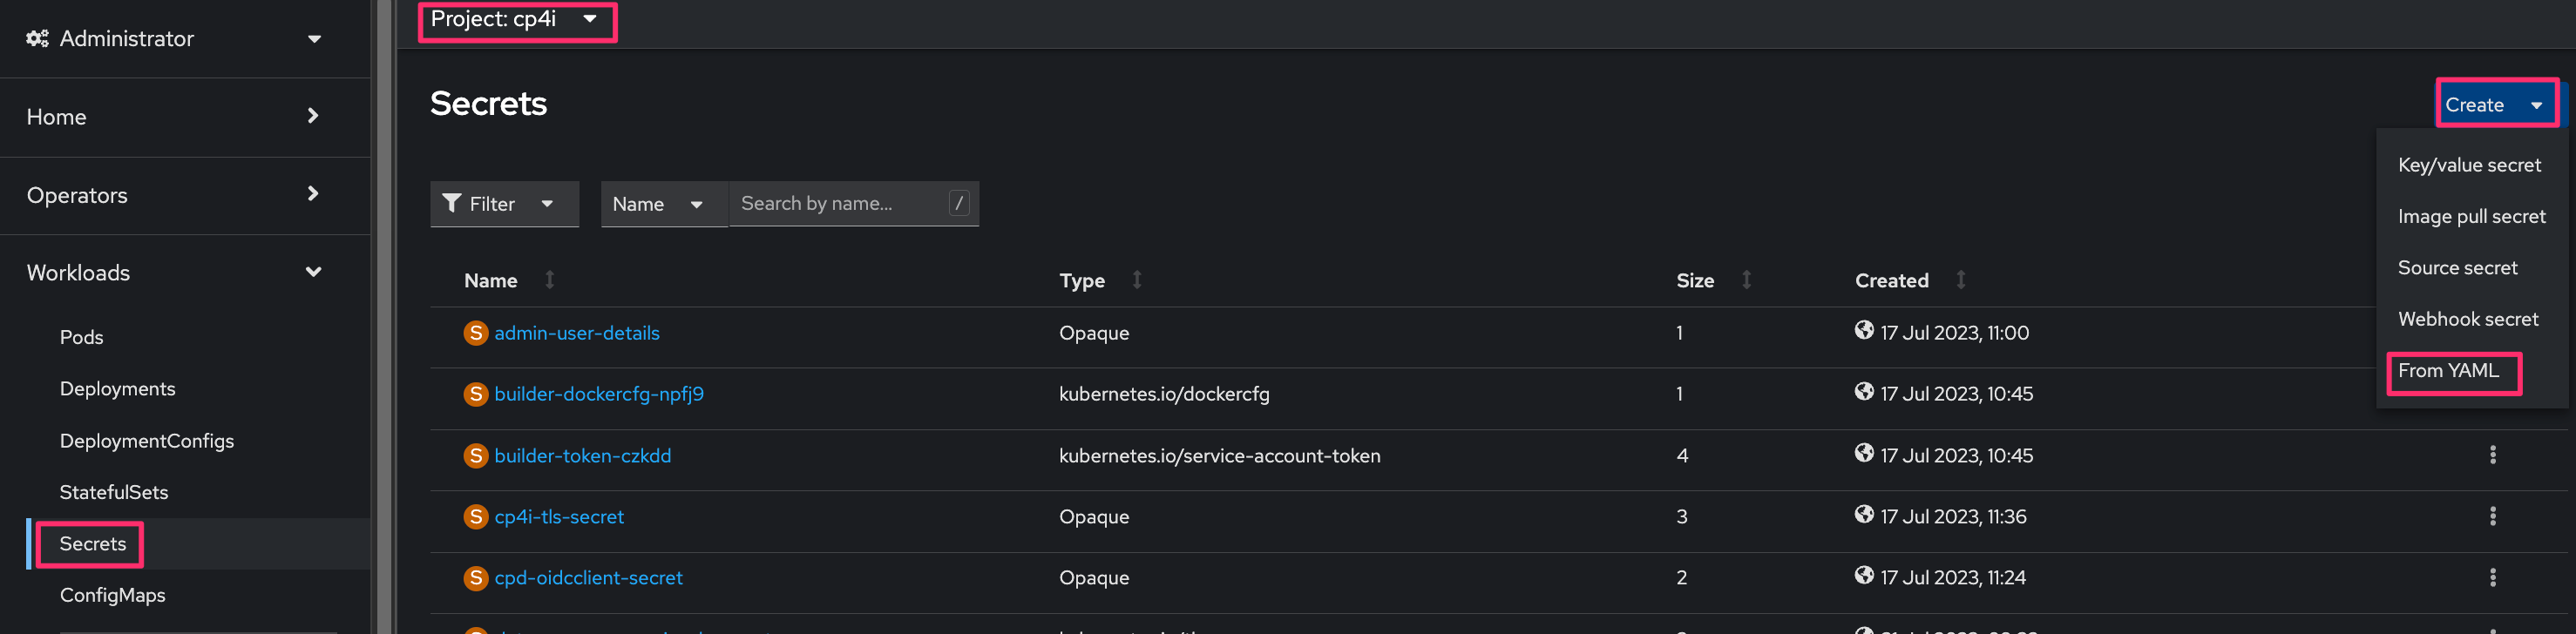 Administrator
Home
Operators
Workloads
Pods
Deployments
DeploymentConfigs
StatefulSets
Secrets
ConfigMaps
Project: cp4i
Secrets
Create
Key/value secret
Image pull secret
Source secret
Webhook secret
From YAML
Filter Name Search by name... /
Name Type Size Created
S admin-user-details Opaque 1 17 Jul 2023, 11:00
S builder-dockercfg-npfj9 kubernetes.io/dockercfg 1 17 Jul 2023, 10:45
S builder-token-czkdd kubernetes.io/service-account-token 4 17 Jul 2023, 10:45
S cp4i-tls-secret Opaque 3 17 Jul 2023, 11:36
S cpd-oidcclient-secret Opaque 2 17 Jul 2023, 11:24